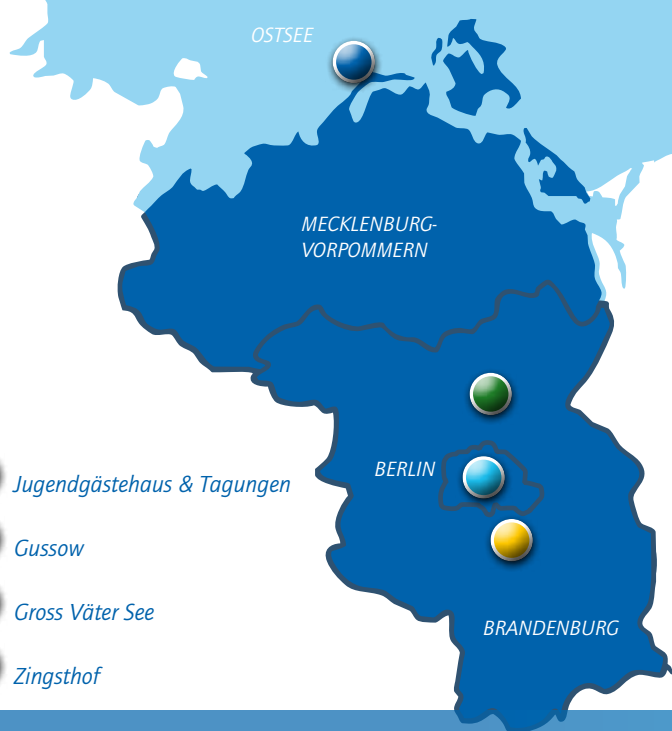 OSTSEE
MECKLENBURG-
VORPOMMERN
BERLIN
Jugendgästehaus & Tagungen
Gussow
Gross Väter See
BRANDENBURG
Zingsthof